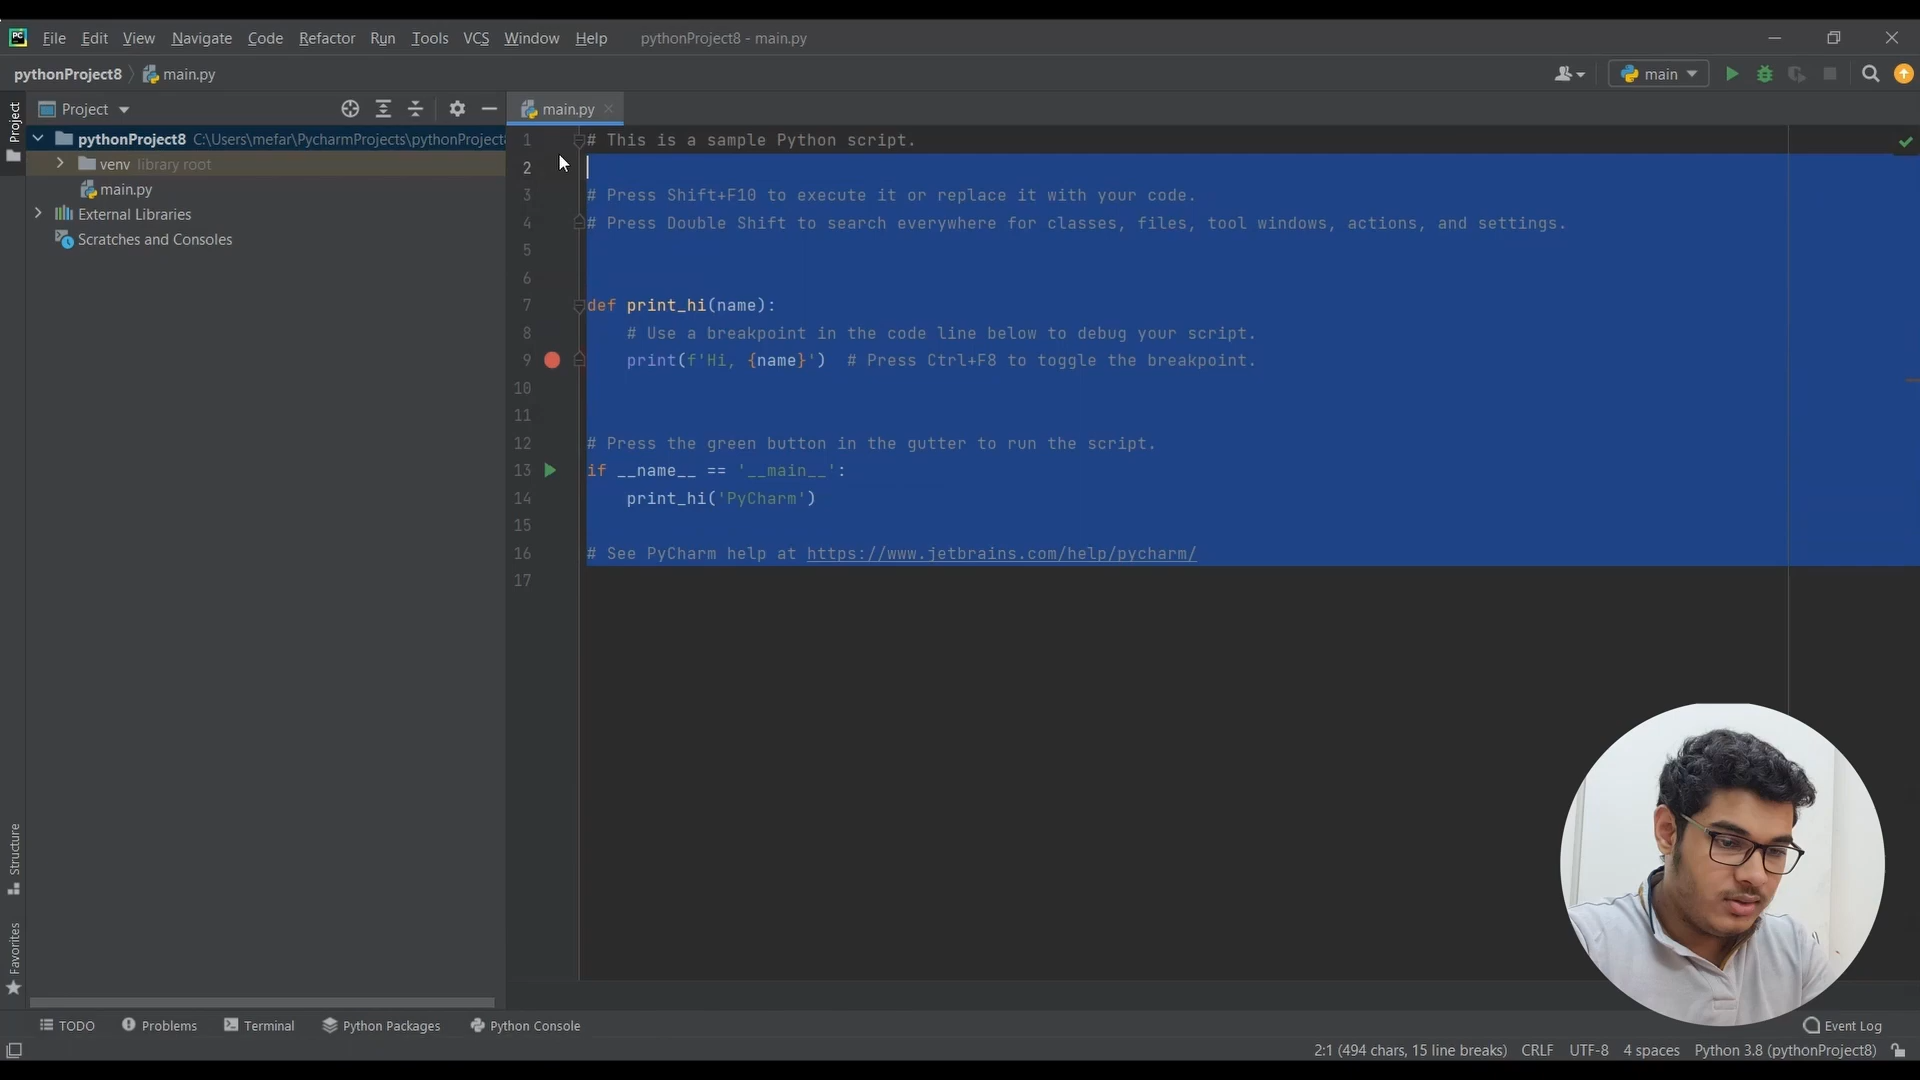 PC File Edit View Navigate Code Refactor Run Tools VCS Window Help pythonProject8 - main.py
pythonProject8 main.py main
Project main.py
Project
pythonProject8 C:\Users\mefar\PycharmProjects\pythonProject8
venv library root
main.py
External Libraries
Scratches and Consoles
1 # This is a sample Python script.
2
3 # Press Shift+F10 to execute it or replace it with your code.
4 # Press Double Shift to search everywhere for classes, files, tool windows, actions, and settings.
5
6
7 def print_hi(name):
8 # Use a breakpoint in the code line below to debug your script.
9 print(f'Hi, {name}') # Press Ctrl+F8 to toggle the breakpoint.
10
11
12 # Press the green button in the gutter to run the script.
13 if __name__ == '__main__':
14 print_hi('PyCharm')
15
16 # See PyCharm help at https://www.jetbrains.com/help/pycharm/
17
Structure
Favorites
TODO Problems Terminal Python Packages Python Console Event Log
2:1 (494 chars, 15 line breaks) CRLF UTF-8 4 spaces Python 3.8 (pythonProject8)